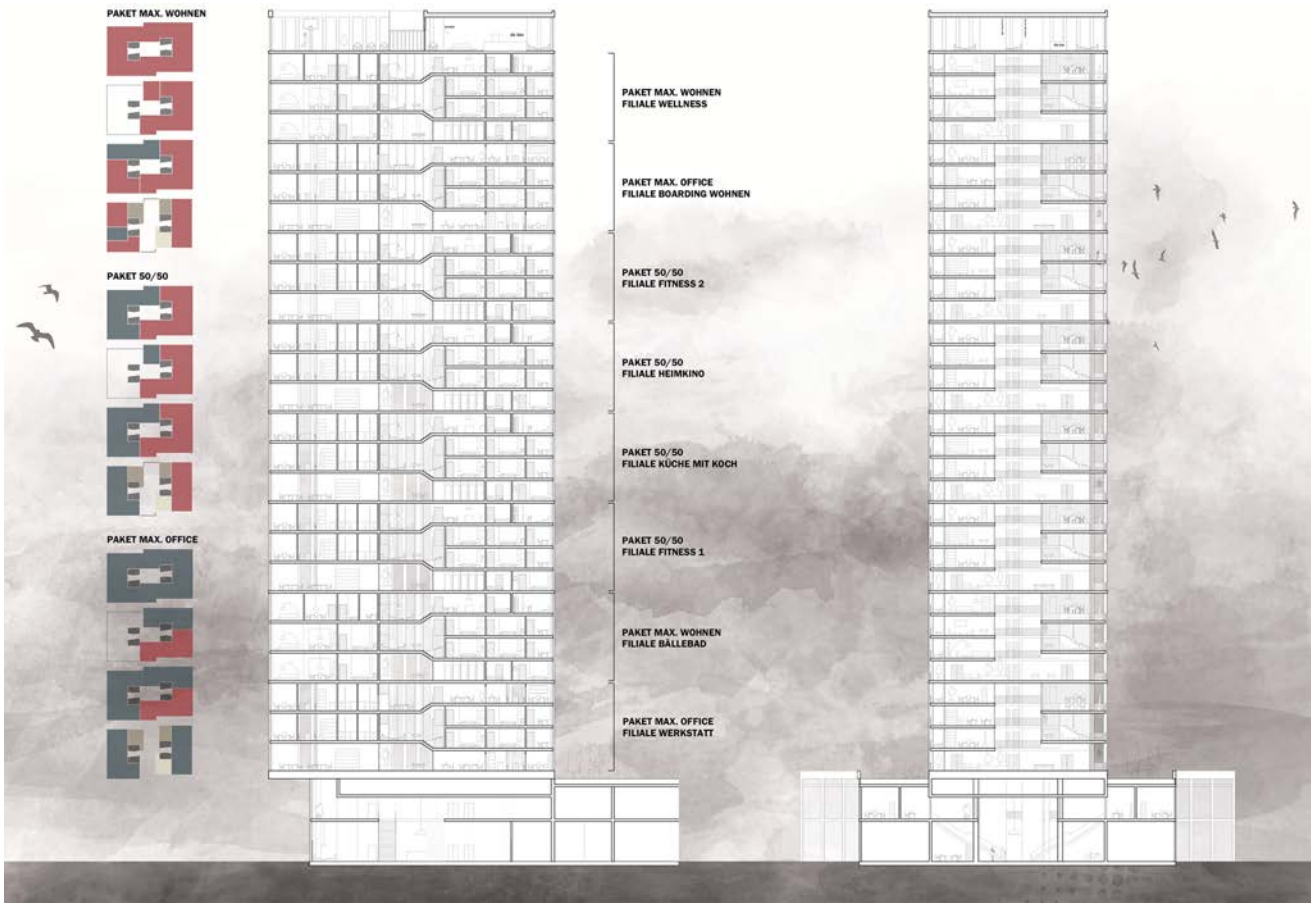 PAKET MAX. WOHNEN
PAKET 50/50
PAKET MAX. OFFICE
PAKET MAX. WOHNEN
FILIALE WELLNESS
PAKET MAX. OFFICE
FILIALE BOARDING WOHNEN
PAKET 50/50
FILIALE FITNESS 2
PAKET 50/50
FILIALE HEIMKINO
PAKET 50/50
FILIALE KÜCHE MIT KOCH
PAKET 50/50
FILIALE FITNESS 1
PAKET MAX. WOHNEN
FILIALE BÄLLEBAD
PAKET MAX. OFFICE
FILIALE WERKSTATT